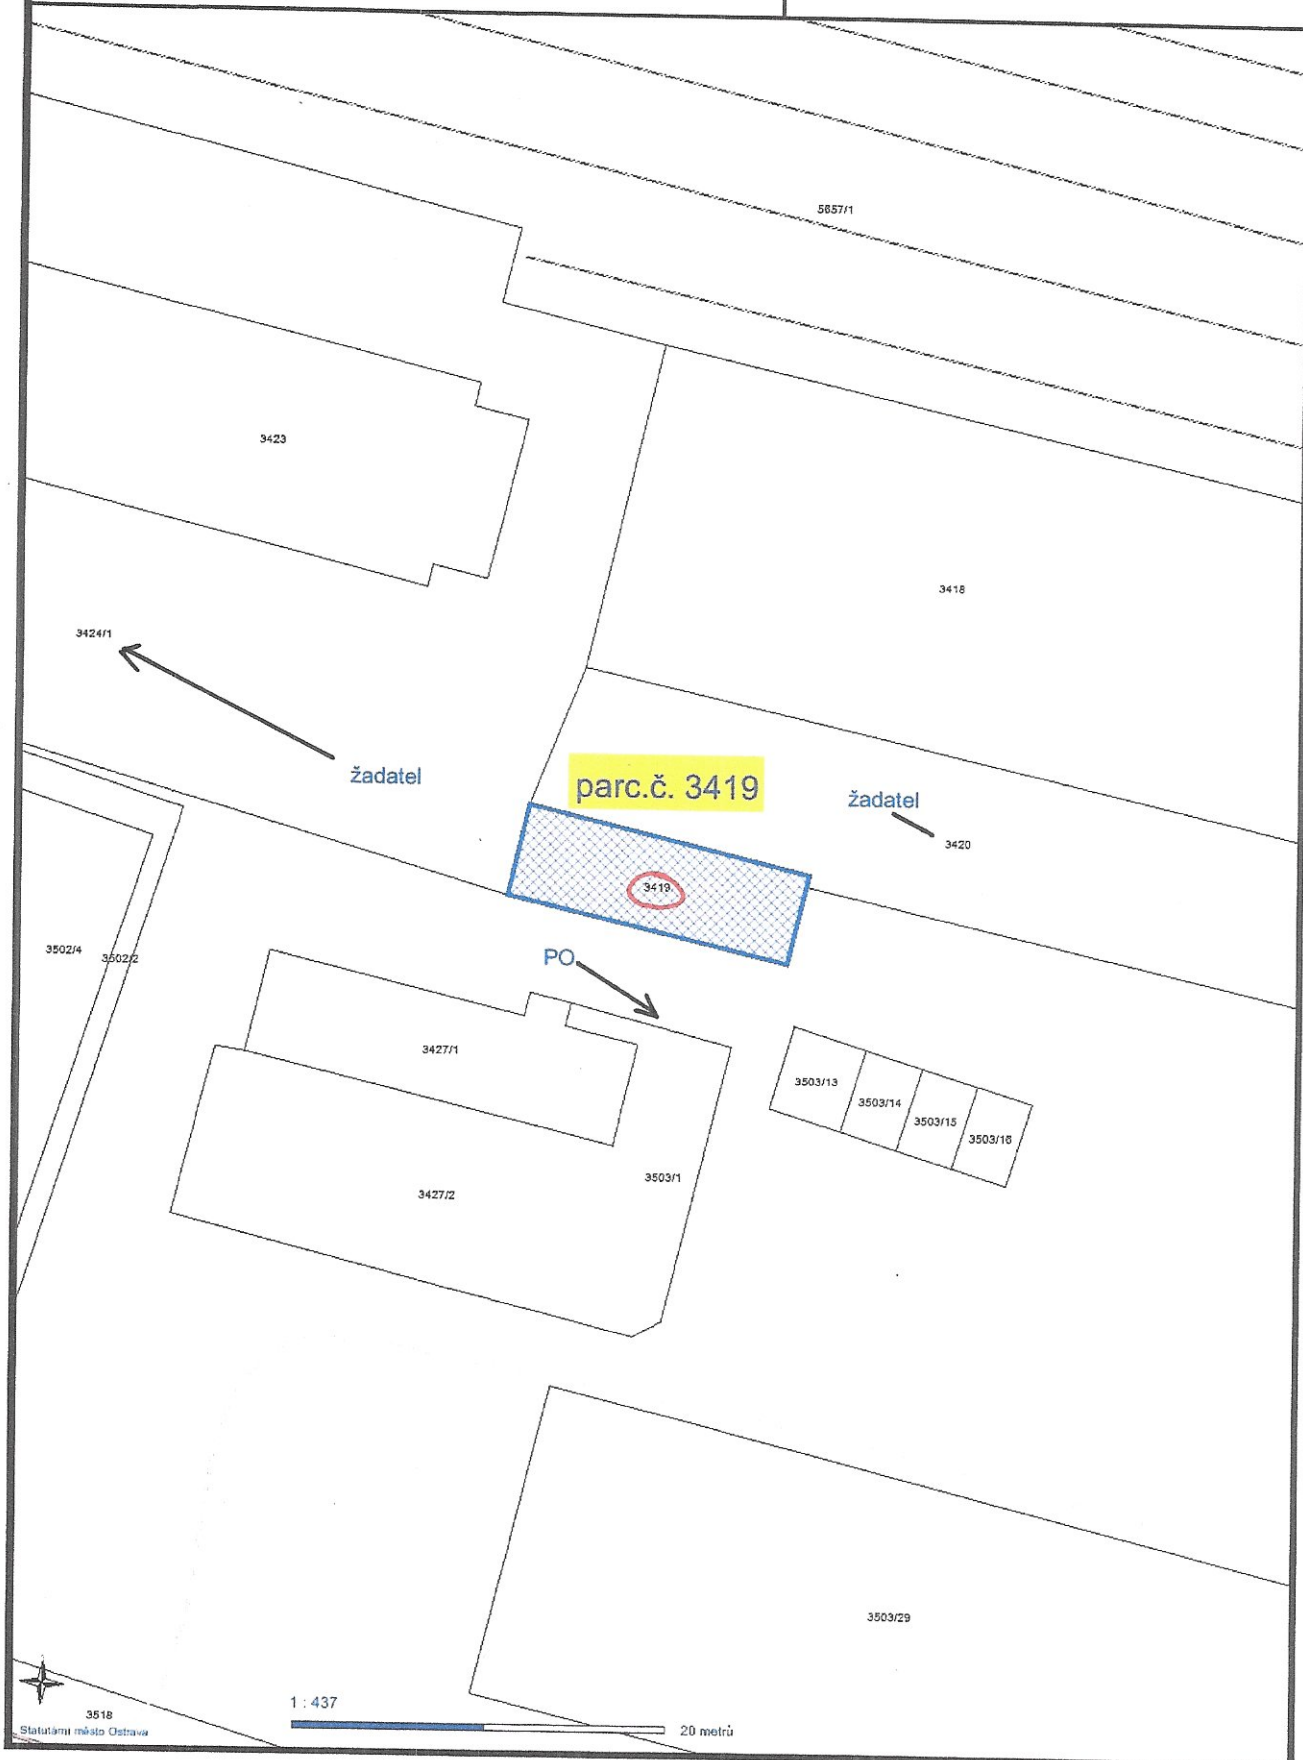 5657/1
3423
3418
3424/1
žadatel
parc.č. 3419
žadatel
3420
3419
3502/4
3502/2
PO
3427/1
3503/13
3503/14
3503/15
3503/16
3503/1
3427/2
3503/29
3518
Statutární město Ostrava
1 : 437
20 metrů